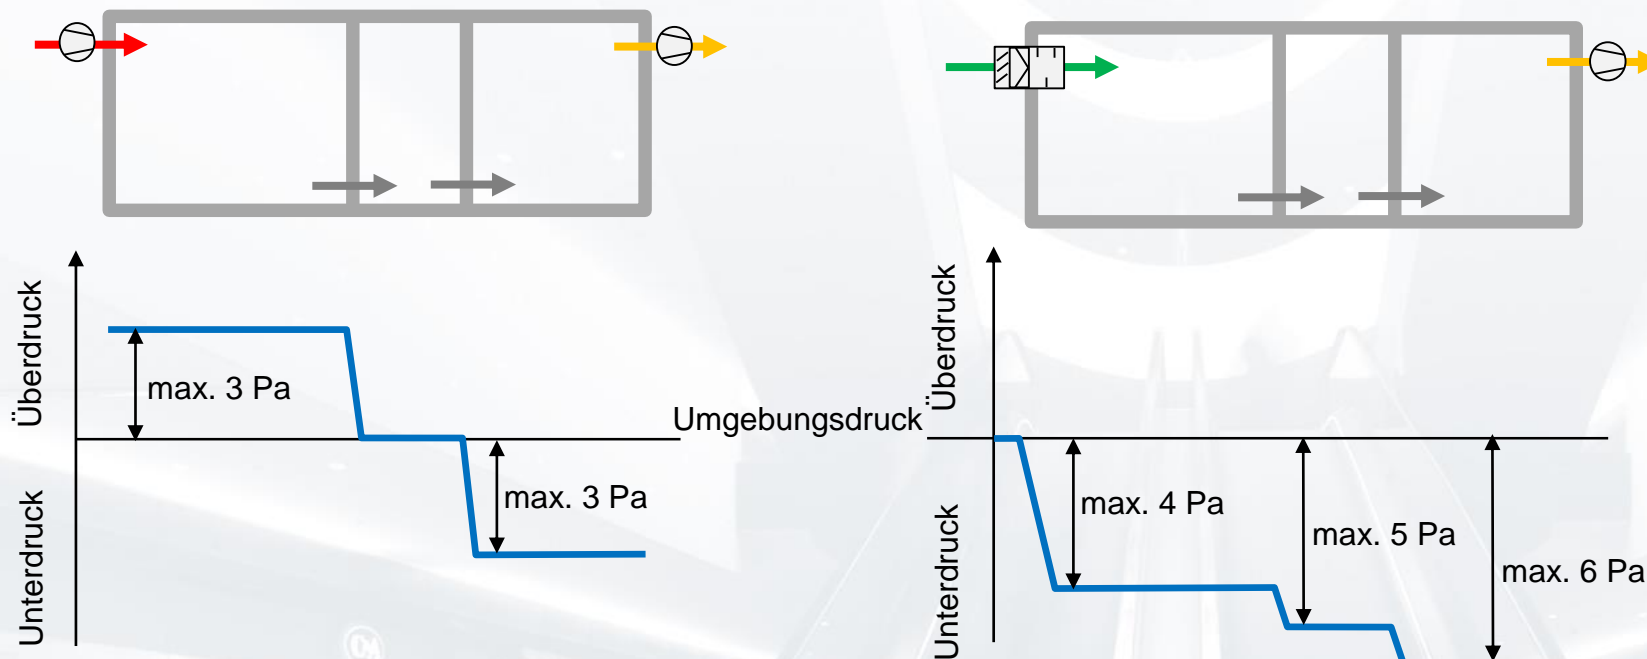 Überdruck
max. 3 Pa
Unterdruck
max. 3 Pa
Umgebungsdruck
Überdruck
max. 4 Pa
Unterdruck
max. 5 Pa
max. 6 Pa